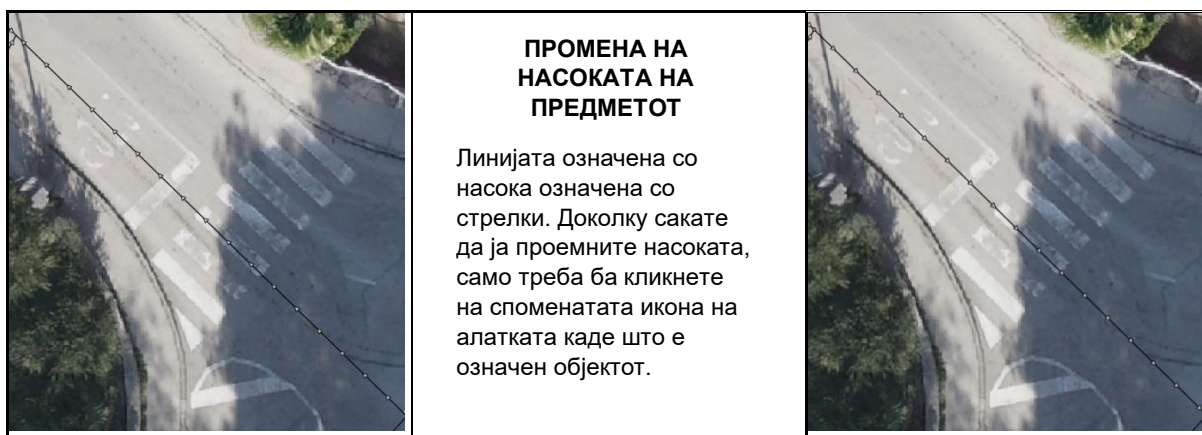 ПРОМЕНА НА
НАСОКАТА НА
ПРЕДМЕТОТ
Линијата означена со
насока означена со
стрелки. Доколку сакате
да ја проемните насоката,
само треба ба кликнете
на споменатата икона на
алатката каде што е
означен објектот.